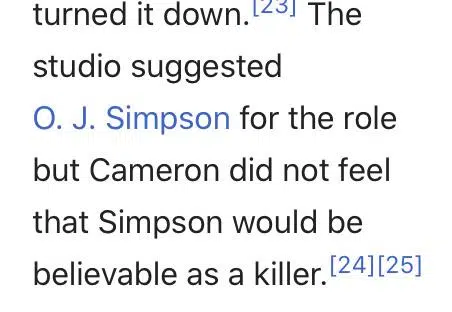 turned it down.[23] The
studio suggested
O. J. Simpson for the role
but Cameron did not feel
that Simpson would be
believable as a killer.[24][25]